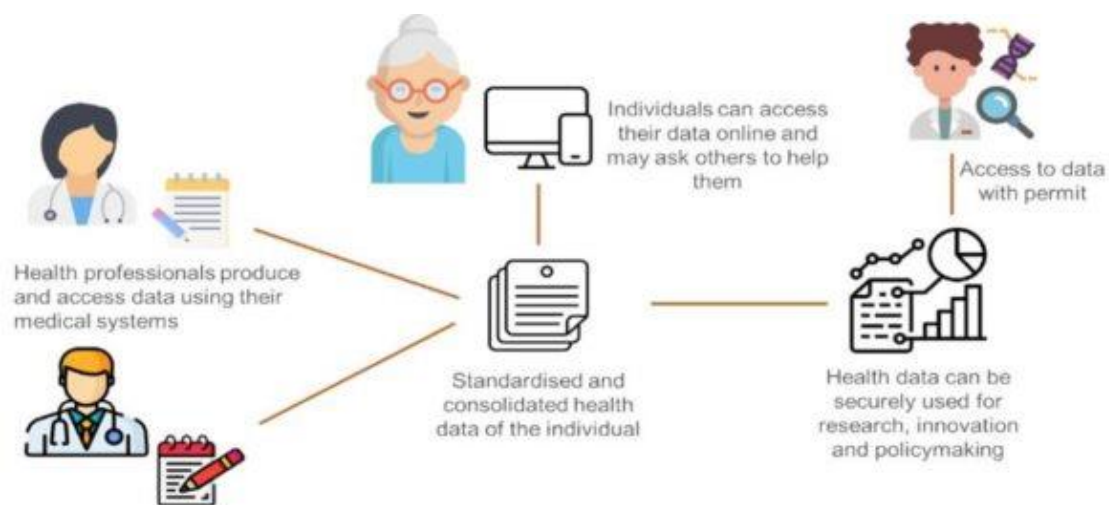 Individuals can access
their data online and
may ask others to help
them
Access to data
with permit
Health professionals produce
and access data using their
medical systems
Standardised and
consolidated health
data of the individual
Health data can be
securely used for
research, innovation
and policymaking